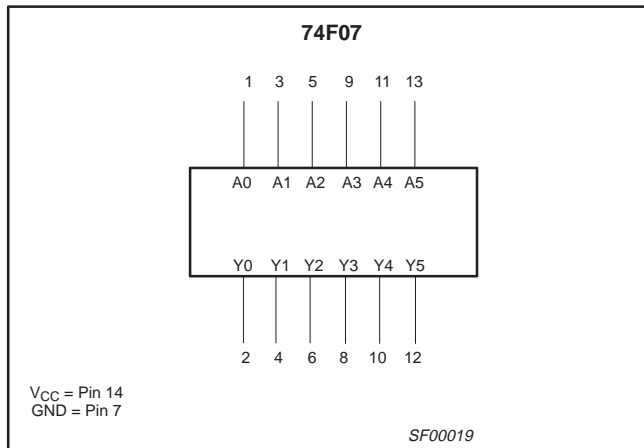 74F07
1 3 5 9 11 13
A0 A1 A2 A3 A4 A5
Y0 Y1 Y2 Y3 Y4 Y5
2 4 6 8 10 12
VCC = Pin 14
GND = Pin 7
SF00019